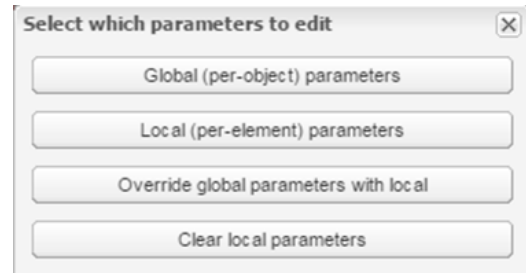 Select which parameters to edit
Global (per-object) parameters
Local (per-element) parameters
Override global parameters with local
Clear local parameters